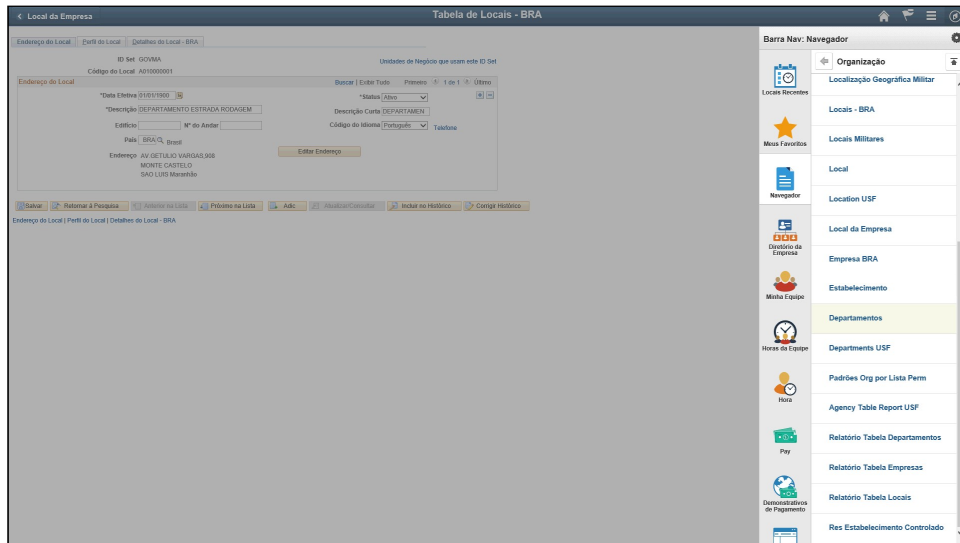 Local da Empresa
Tabela de Locais - BRA
Endereço do Local Perfil do Local Detalhes do Local - BRA
ID Set GOVMA
Unidades de Negócio que usam este ID Set
Código do Local A010000001
Endereço do Local
Buscar | Exibir Tudo Primeiro 1 de 1 Último
*Data Efetiva 01/01/1900
*Status Ativo
*Descrição DEPARTAMENTO ESTRADA RODAGEM
Descrição Curta DEPARTAMEN
Edifício Nº do Andar
Código do Idioma Português
Telefone
País BRA Brasil
Editar Endereço
Endereço AV.GETULIO VARGAS,908
MONTE CASTELO
SAO LUIS Maranhão
Salvar Retornar à Pesquisa Anterior na Lista Próximo na Lista Adic Atualizar/Consultar Incluir no Histórico Corrigir Histórico
Endereço do Local | Perfil do Local | Detalhes do Local - BRA
Barra Nav: Navegador
Locais Recentes
Meus Favoritos
Navegador
Diretório da
Empresa
Minha Equipe
Horas da Equipe
Hora
Pay
Demonstrativos
de Pagamento
Organização
Localização Geográfica Militar
Locais - BRA
Locais Militares
Local
Location USF
Local da Empresa
Empresa BRA
Estabelecimento
Departamentos
Departments USF
Padrões Org por Lista Perm
Agency Table Report USF
Relatório Tabela Departamentos
Relatório Tabela Empresas
Relatório Tabela Locais
Res Estabelecimento Controlado